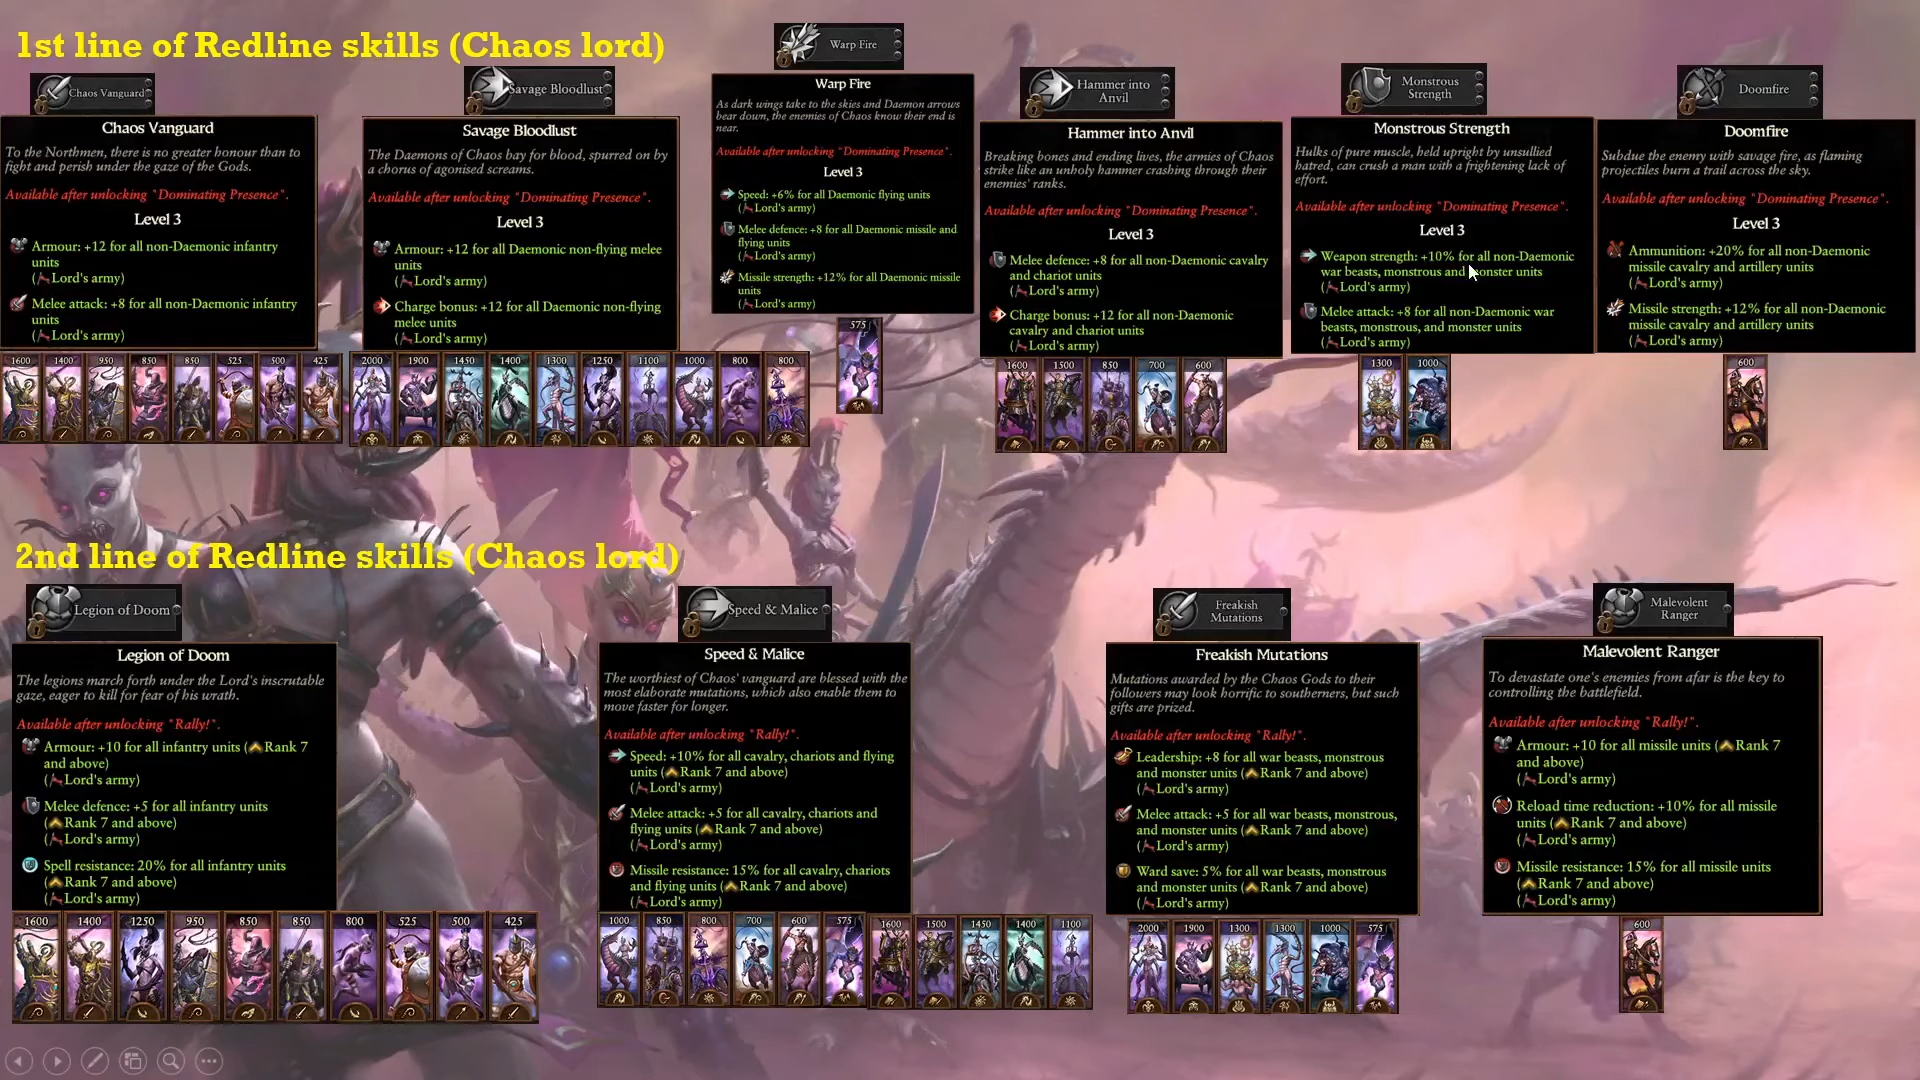 1st line of Redline skills (Chaos lord)
Chaos Vanguard
Chaos Vanguard
To the Northmen, there is no greater honour than to
fight and perish under the gaze of the Gods.
Available after unlocking "Dominating Presence".
Level 3
Armour: +12 for all non-Daemonic infantry
units
(Lord's army)
Melee attack: +8 for all non-Daemonic infantry
units
(Lord's army)
1600 1400 950 850 850 525 500 425
Savage Bloodlust
Savage Bloodlust
The Daemons of Chaos bay for blood, spurred on by
a chorus of agonised screams.
Available after unlocking "Dominating Presence".
Level 3
Armour: +12 for all Daemonic non-flying melee
units
(Lord's army)
Charge bonus: +12 for all Daemonic non-flying
melee units
(Lord's army)
2000 1900 1450 1400 1300 1250 1100 1000 800 800
Warp Fire
Warp Fire
As dark wings take to the skies and Daemon arrows
bear down, the enemies of Chaos know their end is
near.
Available after unlocking "Dominating Presence".
Level 3
Speed: +6% for all Daemonic flying units
(Lord's army)
Melee defence: +8 for all Daemonic missile and
flying units
(Lord's army)
Missile strength: +12% for all Daemonic missile
units
(Lord's army)
575
Hammer into
Anvil
Hammer into Anvil
Breaking bones and ending lives, the armies of Chaos
strike like an unholy hammer crashing through their
enemies' ranks.
Available after unlocking "Dominating Presence".
Level 3
Melee defence: +8 for all non-Daemonic cavalry
and chariot units
(Lord's army)
Charge bonus: +12 for all non-Daemonic
cavalry and chariot units
(Lord's army)
1600 1500 850 700 600
Monstrous
Strength
Monstrous Strength
Hulks of pure muscle, held upright by unsullied
hatred, can crush a man with a frightening lack of
effort.
Available after unlocking "Dominating Presence".
Level 3
Weapon strength: +10% for all non-Daemonic
war beasts, monstrous and monster units
(Lord's army)
Melee attack: +8 for all non-Daemonic war
beasts, monstrous, and monster units
(Lord's army)
1300 1000
Doomfire
Doomfire
Subdue the enemy with savage fire, as flaming
projectiles burn a trail across the sky.
Available after unlocking "Dominating Presence".
Level 3
Ammunition: +20% for all non-Daemonic
missile cavalry and artillery units
(Lord's army)
Missile strength: +12% for all non-Daemonic
missile cavalry and artillery units
(Lord's army)
600
2nd line of Redline skills (Chaos lord)
Legion of Doom
Legion of Doom
The legions march forth under the Lord's inscrutable
gaze, eager to kill for fear of his wrath.
Available after unlocking "Rally!".
Armour: +10 for all infantry units (Rank 7
and above)
(Lord's army)
Melee defence: +5 for all infantry units
(Rank 7 and above)
(Lord's army)
Spell resistance: 20% for all infantry units
(Rank 7 and above)
(Lord's army)
1600 1400 1250 950 850 850 800 525 500 425
Speed & Malice
Speed & Malice
The worthiest of Chaos' vanguard are blessed with the
most elaborate mutations, which also enable them to
move faster for longer.
Available after unlocking "Rally!".
Speed: +10% for all cavalry, chariots and flying
units (Rank 7 and above)
(Lord's army)
Melee attack: +5 for all cavalry, chariots and
flying units (Rank 7 and above)
(Lord's army)
Missile resistance: 15% for all cavalry, chariots
and flying units (Rank 7 and above)
(Lord's army)
1000 850 800 700 600 575 1600 1500 1450 1400 1100
Freakish
Mutations
Freakish Mutations
Mutations awarded by the Chaos Gods to their
followers may look horrific to southerners, but such
gifts are prized.
Available after unlocking "Rally!".
Leadership: +8 for all war beasts, monstrous
and monster units (Rank 7 and above)
(Lord's army)
Melee attack: +5 for all war beasts, monstrous,
and monster units (Rank 7 and above)
(Lord's army)
Ward save: 5% for all war beasts, monstrous
and monster units (Rank 7 and above)
(Lord's army)
2000 1900 1300 1300 1000 575
Malevolent
Ranger
Malevolent Ranger
To devastate one's enemies from afar is the key to
controlling the battlefield.
Available after unlocking "Rally!".
Armour: +10 for all missile units (Rank 7
and above)
(Lord's army)
Reload time reduction: +10% for all missile
units (Rank 7 and above)
(Lord's army)
Missile resistance: 15% for all missile units
(Rank 7 and above)
(Lord's army)
600